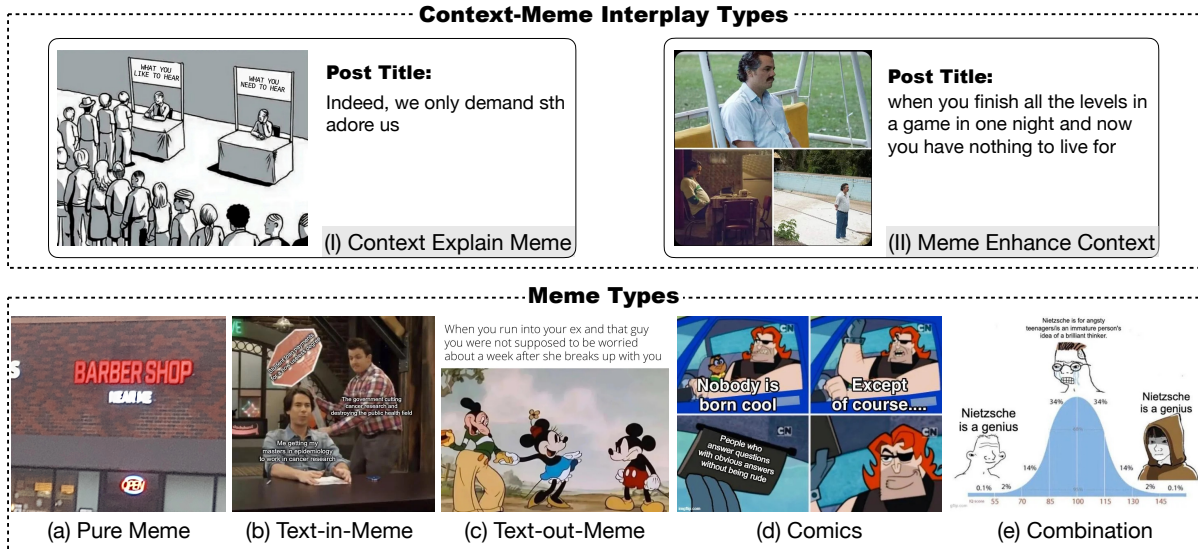 Context-Meme Interplay Types
WHAT YOU
LIKE TO HEAR
WHAT YOU
NEED TO HEAR
Post Title:
Indeed, we only demand sth
adore us
(I) Context Explain Meme
Post Title:
when you finish all the levels in
a game in one night and now
you have nothing to live for
(II) Meme Enhance Context
Meme Types
BARBER SHOP
NEAR ME
OPEN
(a) Pure Meme
The government cutting
cancer research and
destroying the public health field
Me getting my
masters in epidemiology
to work in cancer research
(b) Text-in-Meme
When you run into your ex and that guy
you were not supposed to be worried
about a week after she breaks up with you
(c) Text-out-Meme
CN
Nobody is
born cool
CN
Except
of course....
CN
People who
answer questions
with obvious answers
without being rude
CN
(d) Comics
Nietzsche is for angsty
teenagers/is an immature person's
idea of a brilliant thinker.
Nietzsche
is a genius
Nietzsche
is a genius
34% 34%
14% 14%
0.1% 2% 2% 0.1%
55 70 85 100 115 130 145
(e) Combination